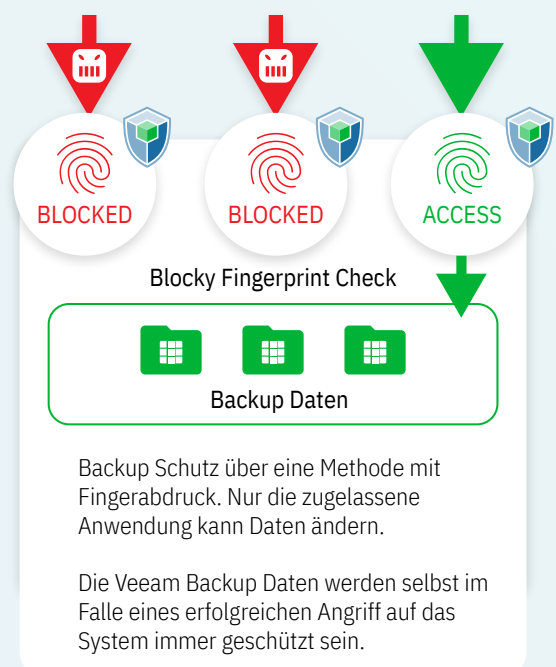 BLOCKED
BLOCKED
ACCESS
Blocky Fingerprint Check
Backup Daten
Backup Schutz über eine Methode mit
Fingerabdruck. Nur die zugelassene
Anwendung kann Daten ändern.
Die Veeam Backup Daten werden selbst im
Falle eines erfolgreichen Angriff auf das
System immer geschützt sein.